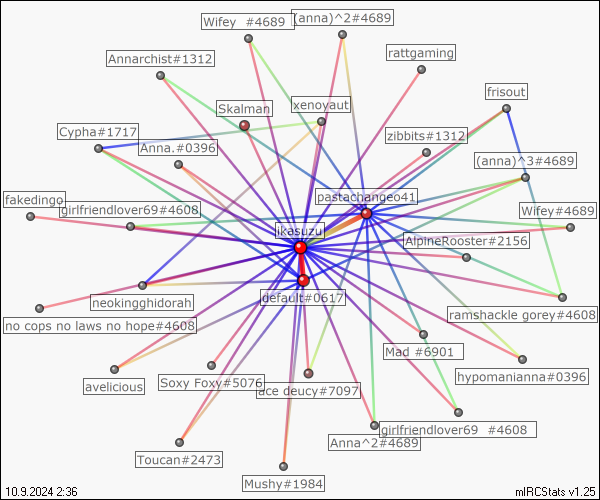 Wifey  #4689
(anna)^2#4689
Annarchist#1312
rattgaming
frisout
Skalman
xenoyaut
Cypha#1717
Anna.#0396
zibbits#1312
(anna)^3#4689
fakedingo
girlfriendlover69#4608
pastachangeo41
Wifey#4689
ikasuzu
AlpineRooster#2156
neokingghidorah
default#0617
no cops no laws no hope#4608
ramshackle gorey#4608
Mad #6901
avelicious
Soxy Foxy#5076
ace deucy#7097
hypomanianna#0396
girlfriendlover69  #4608
Anna^2#4689
Toucan#2473
Mushy#1984
10.9.2024 2:36
mIRCStats v1.25